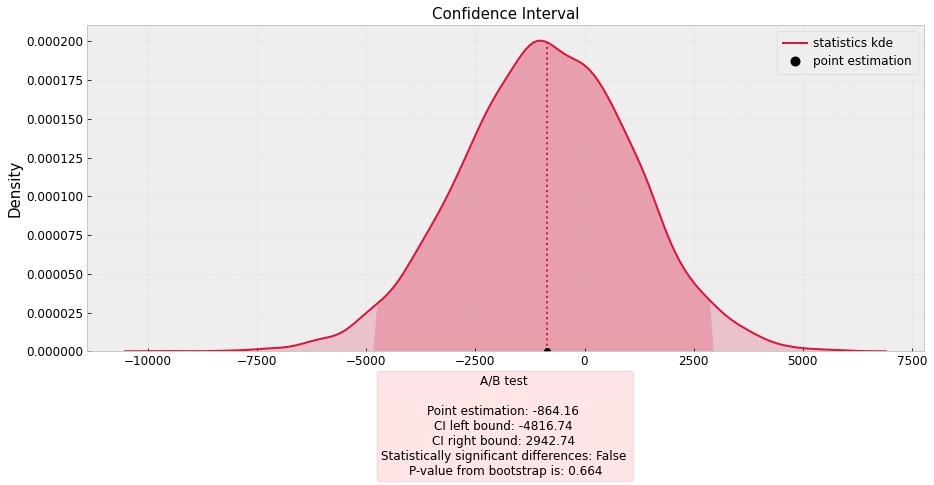 Confidence Interval
statistics kde
point estimation
Density
0.000200
0.000175
0.000150
0.000125
0.000100
0.000075
0.000050
0.000025
0.000000
−10000 −7500 −5000 −2500 0 2500 5000 7500
A/B test
Point estimation: -864.16
CI left bound: -4816.74
CI right bound: 2942.74
Statistically significant differences: False
P-value from bootstrap is: 0.664